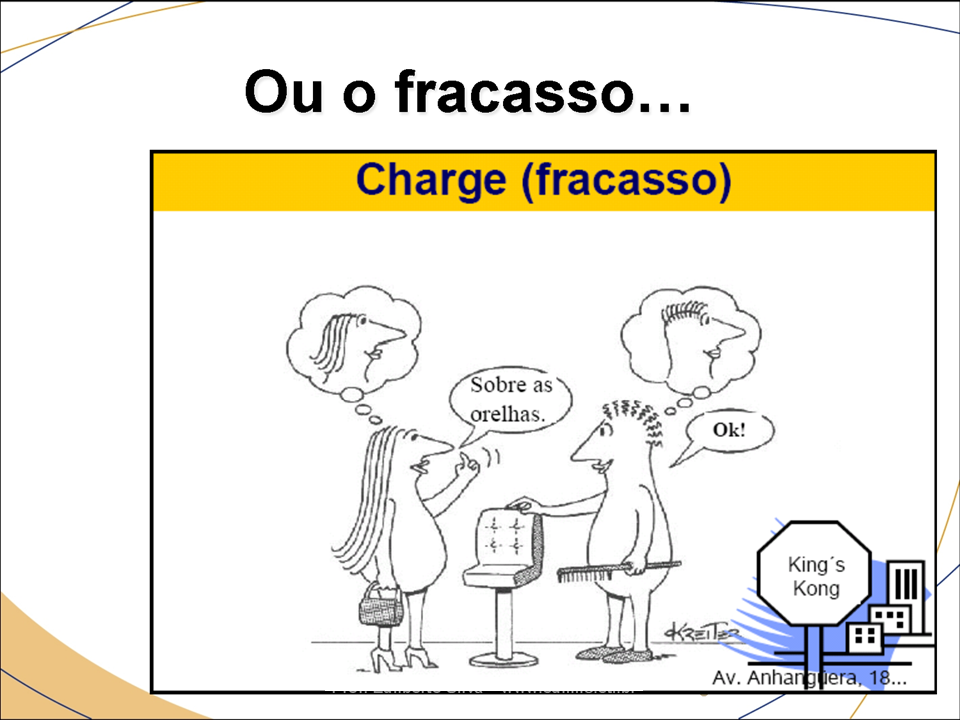 Ou o fracasso…
Charge (fracasso)
Sobre as
orelhas.
Ok!
King´s
Kong
KREITER
Av. Anhanguera, 18...